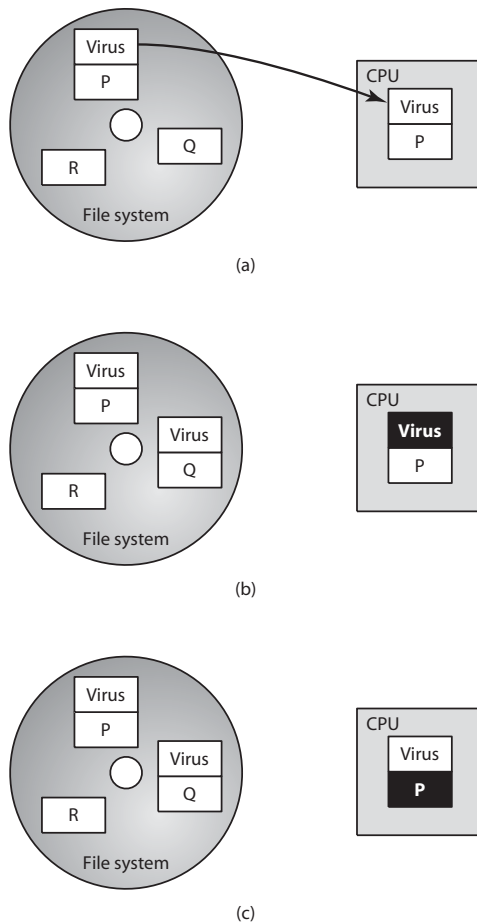 Virus
P
Q
R
File system
CPU
Virus
P
(a)
Virus
P
Virus
Q
R
File system
CPU
Virus
P
(b)
Virus
P
Virus
Q
R
File system
CPU
Virus
P
(c)